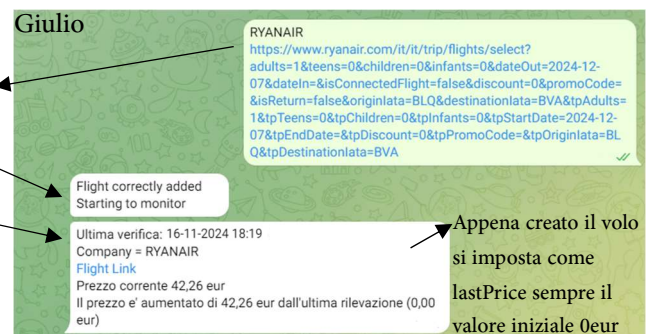 Giulio
RYANAIR
https://www.ryanair.com/it/it/trip/flights/select?
adults=1&teens=0&children=0&infants=0&dateOut=2024-12-
07&dateIn=&isConnectedFlight=false&discount=0&promoCode=
&isReturn=false&originIata=BLQ&destinationIata=BVA&tpAdults=
1&tpTeens=0&tpChildren=0&tpInfants=0&tpStartDate=2024-12-
07&tpEndDate=&tpDiscount=0&tpPromoCode=&tpOriginIata=BL
Q&tpDestinationIata=BVA
Flight correctly added
Starting to monitor
Ultima verifica: 16-11-2024 18:19
Company = RYANAIR
Flight Link
Prezzo corrente 42,26 eur
Il prezzo e' aumentato di 42,26 eur dall'ultima rilevazione (0,00
eur)
Appena creato il volo
si imposta come
lastPrice sempre il
valore iniziale 0eur